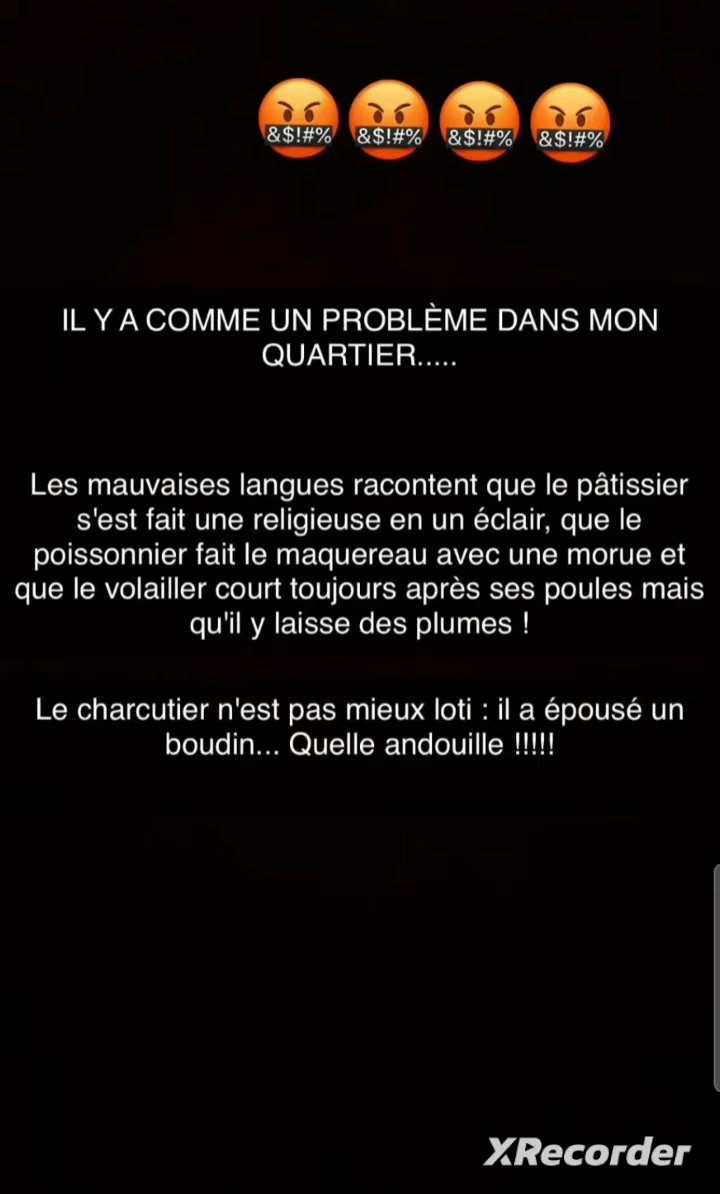 &$!#% &$!#% &$!#% &$!#%
IL Y A COMME UN PROBLÈME DANS MON
QUARTIER.....
Les mauvaises langues racontent que le pâtissier
s'est fait une religieuse en un éclair, que le
poissonnier fait le maquereau avec une morue et
que le volailler court toujours après ses poules mais
qu'il y laisse des plumes !
Le charcutier n'est pas mieux loti : il a épousé un
boudin... Quelle andouille !!!!!
XRecorder